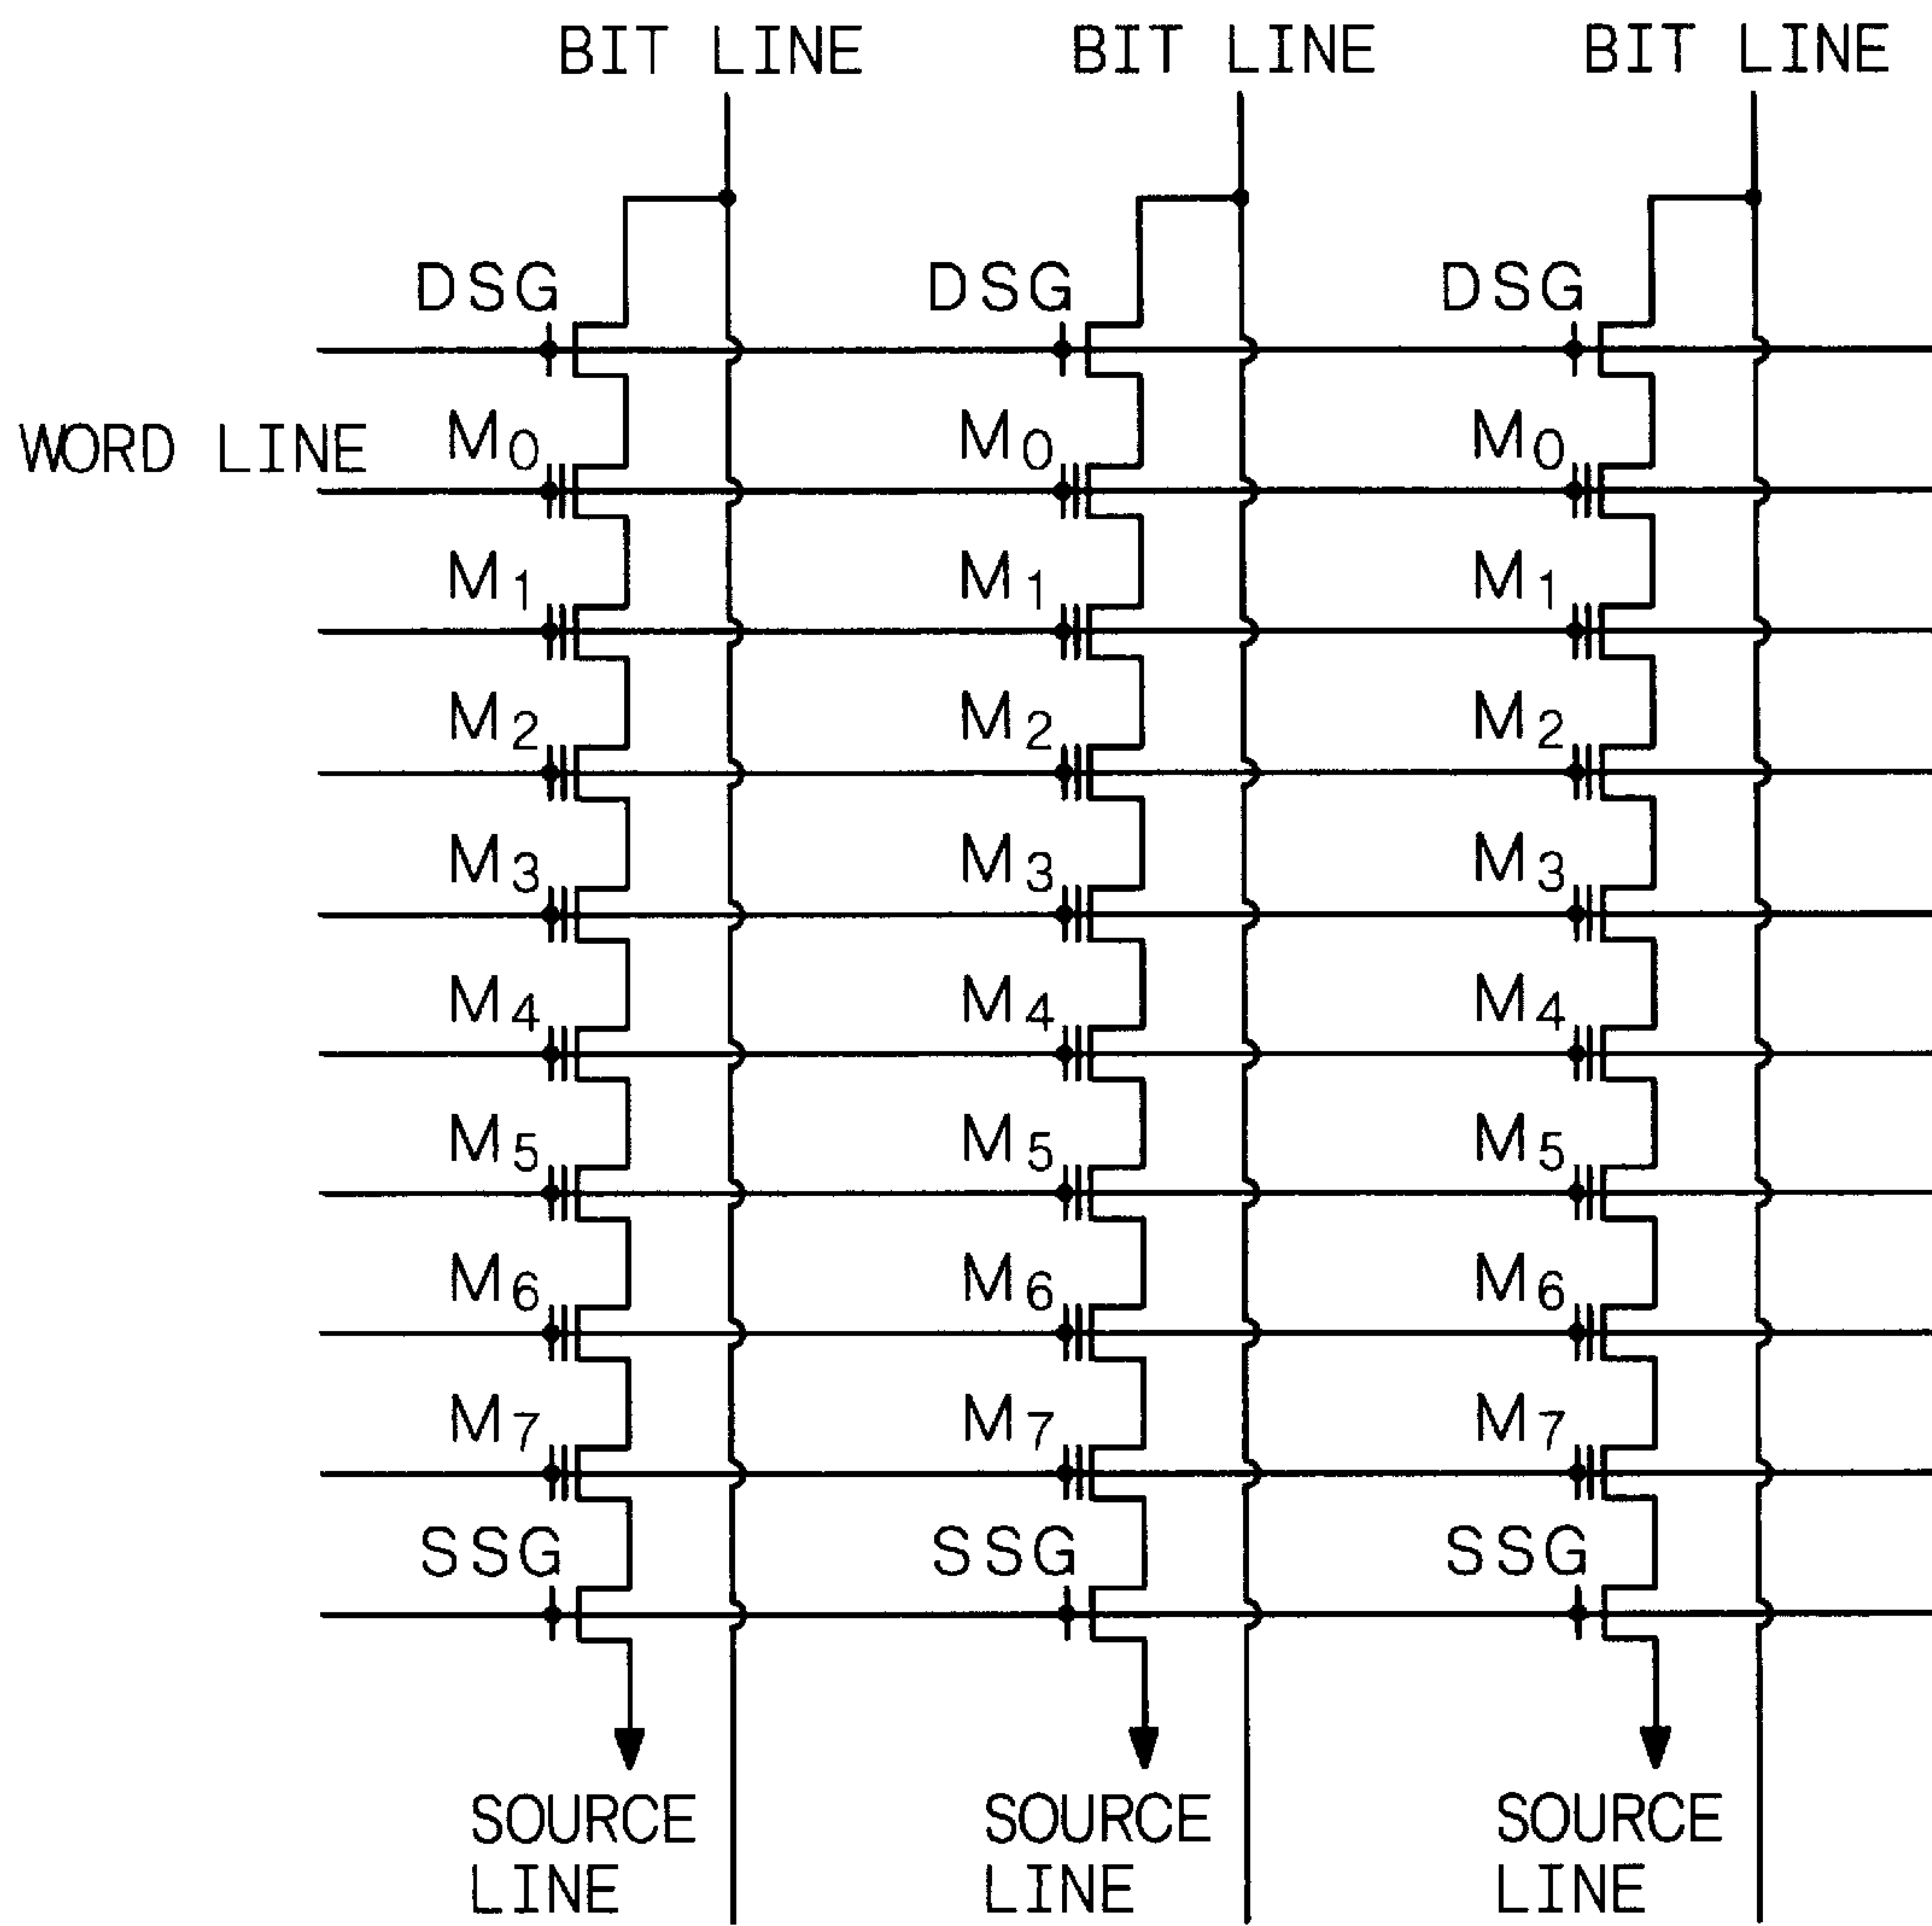 BIT LINE BIT LINE BIT LINE
DSG DSG DSG
WORD LINE M0 M0 M0
M1 M1 M1
M2 M2 M2
M3 M3 M3
M4 M4 M4
M5 M5 M5
M6 M6 M6
M7 M7 M7
SSG SSG SSG
SOURCE SOURCE SOURCE
LINE LINE LINE